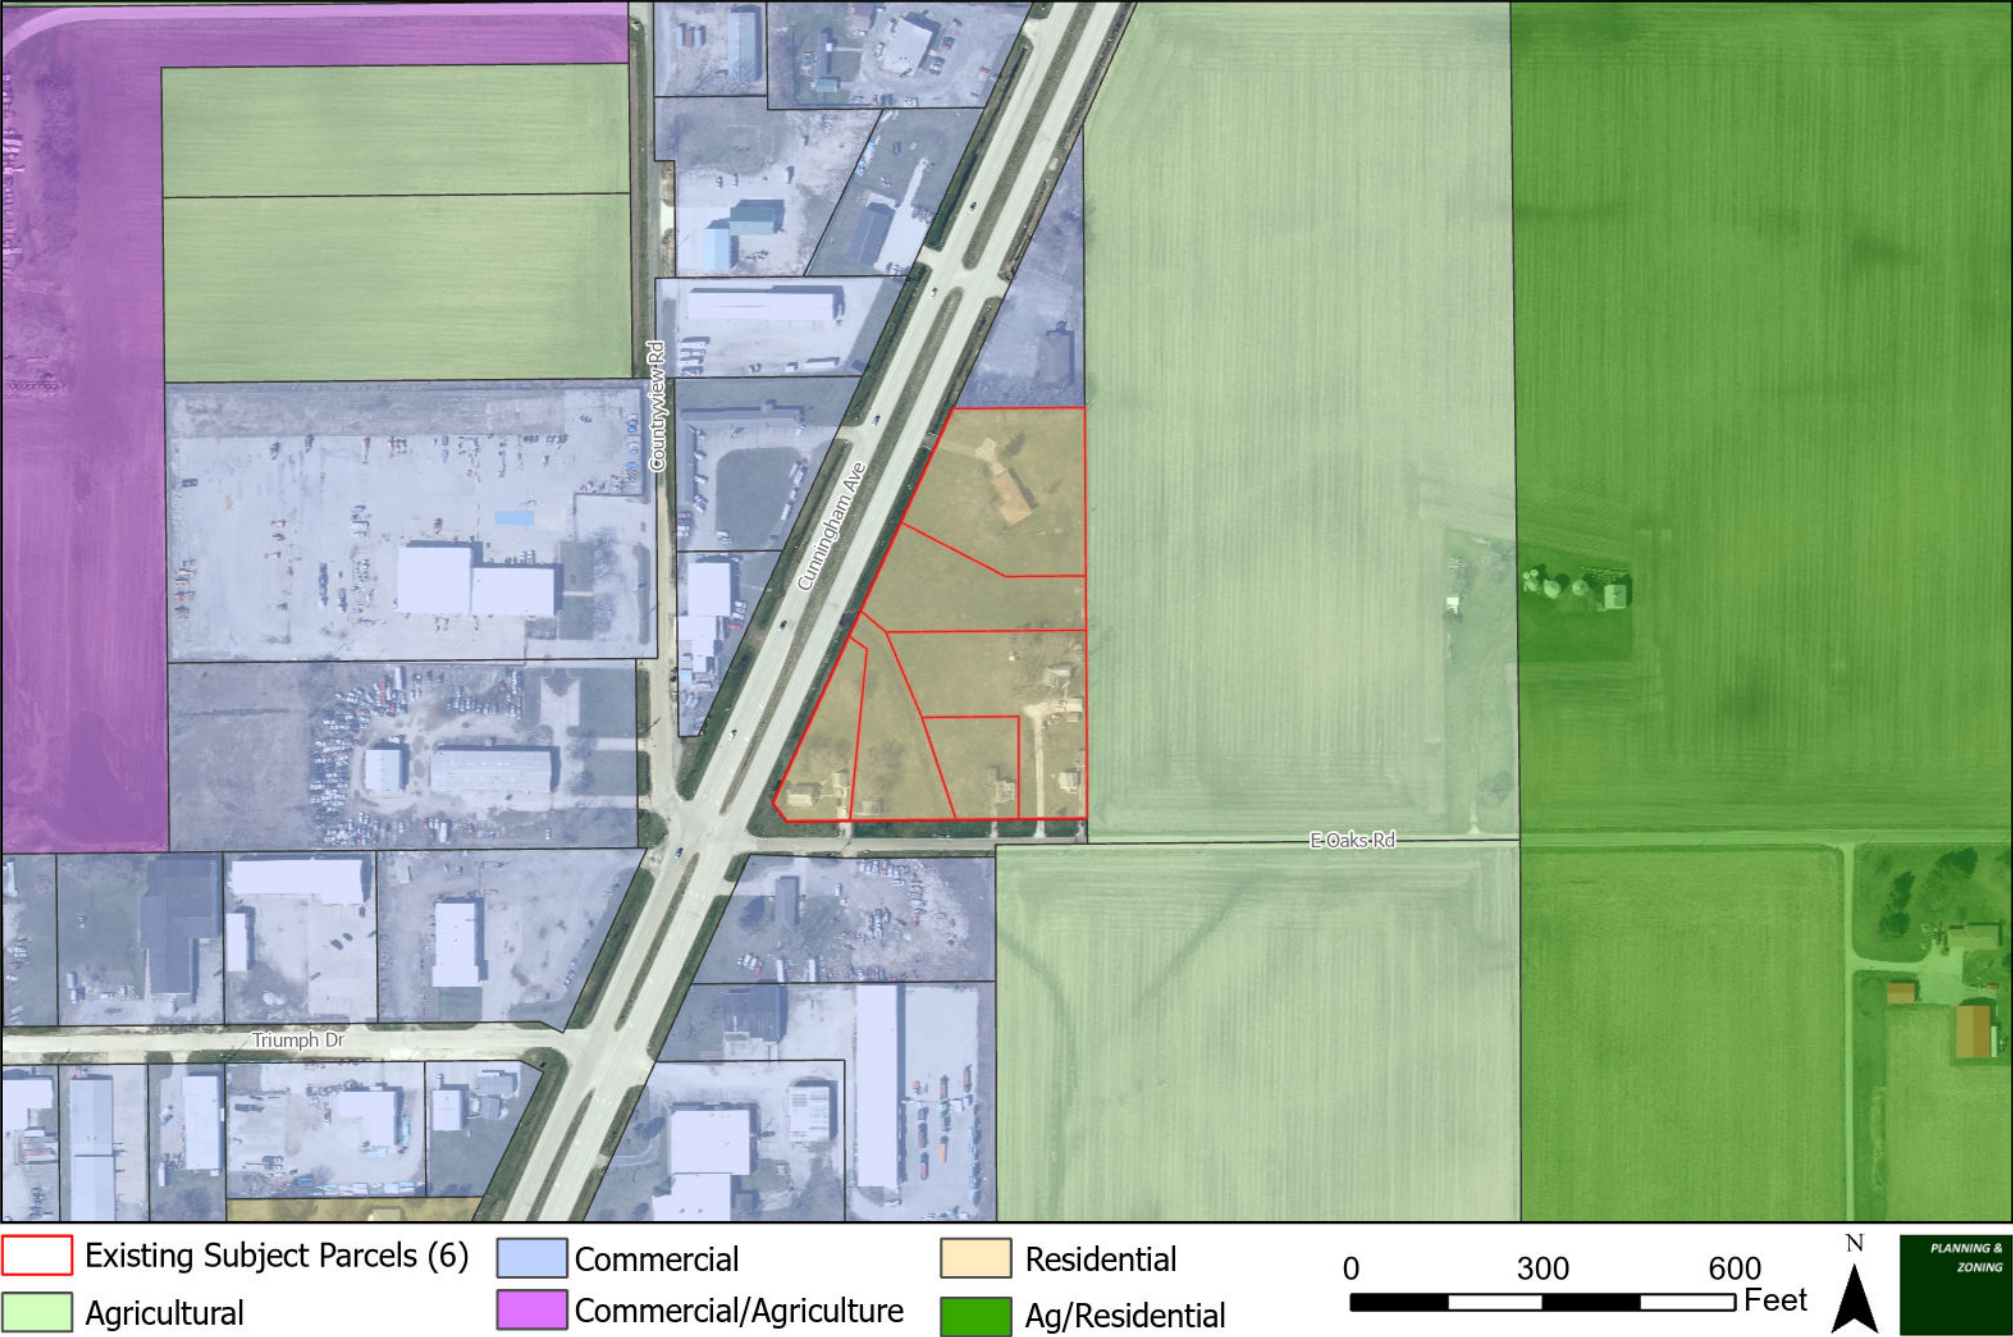 Countryview Rd
Cunningham Ave
E Oaks Rd
Triumph Dr
Existing Subject Parcels (6)
Commercial
Residential
Agricultural
Commercial/Agriculture
Ag/Residential
0 300 600
Feet
N
PLANNING &
ZONING